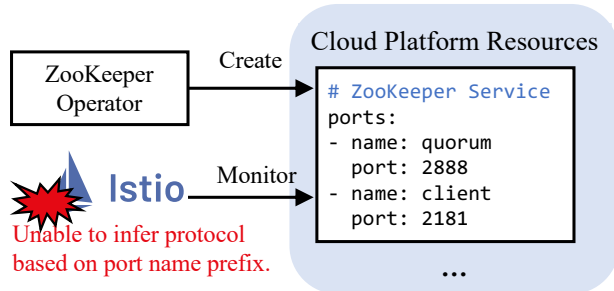 Cloud Platform Resources
ZooKeeper
Operator
Create
# ZooKeeper Service
ports:
- name: quorum
port: 2888
- name: client
port: 2181
Istio
Monitor
Unable to infer protocol
based on port name prefix.
...